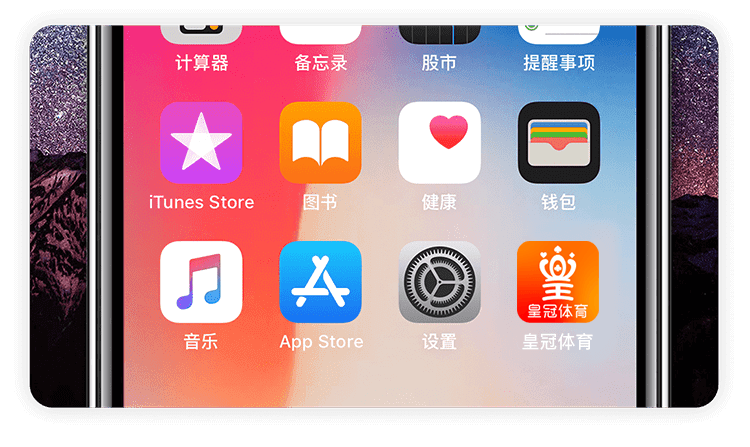 计算器
备忘录
股市
提醒事项
iTunes Store
图书
健康
钱包
皇冠体育
音乐
App Store
设置
皇冠体育